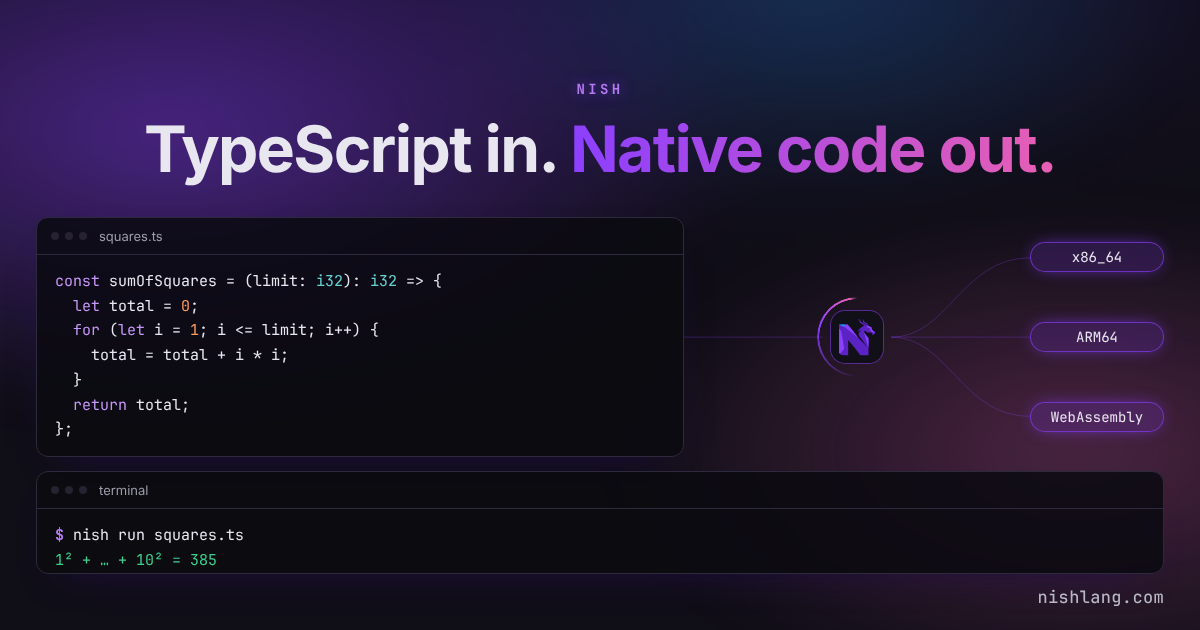 NISH
TypeScript in. Native code out.
squares.ts
const sumOfSquares = (limit: i32): i32 => {
  let total = 0;
  for (let i = 1; i <= limit; i++) {
    total = total + i * i;
  }
  return total;
};
N
x86_64
ARM64
WebAssembly
terminal
$ nish run squares.ts
1² + … + 10² = 385
nishlang.com